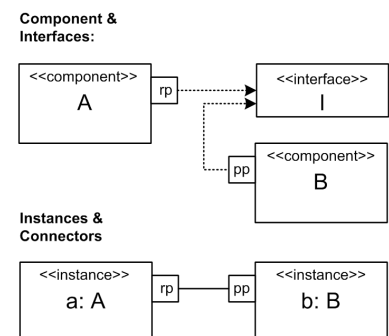 Component &
Interfaces:
<<component>>
A
rp
<<interface>>
I
<<component>>
pp
B
Instances &
Connectors
<<instance>>
a: A
rp
pp
<<instance>>
b: B